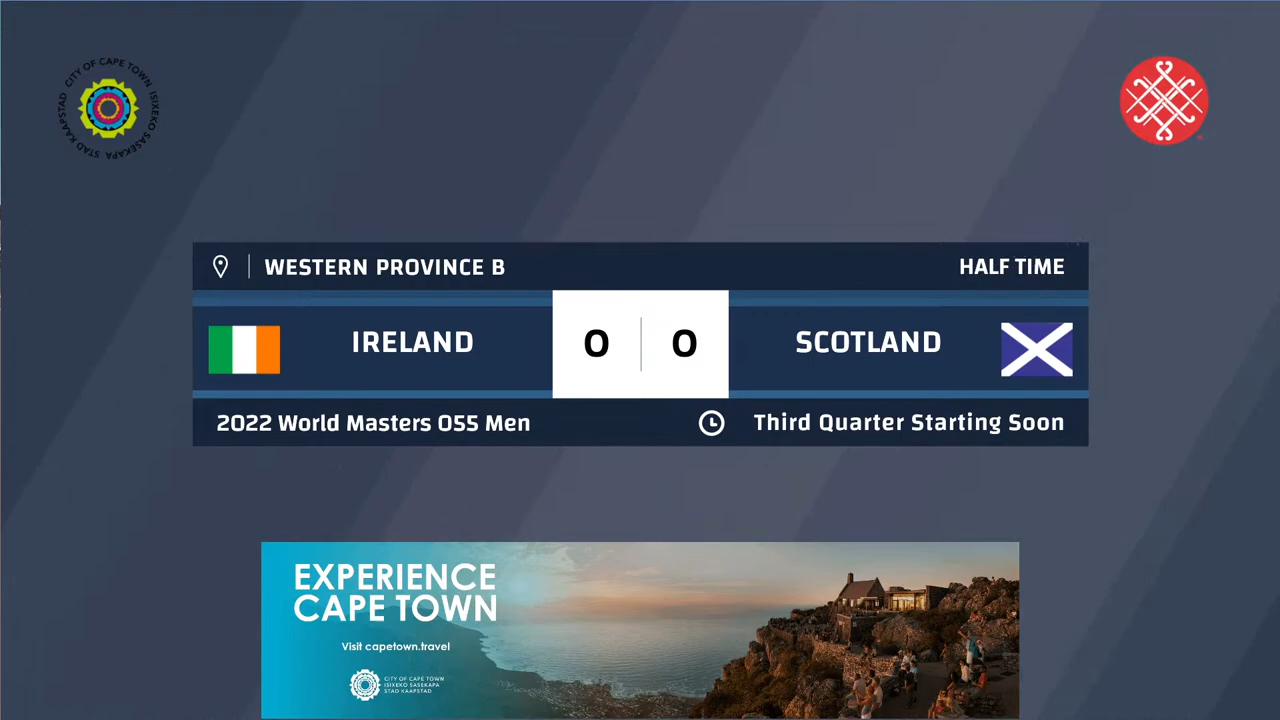 CITY OF CAPE TOWN
ISIXEKO SASEKAPA
STAD KAAPSTAD
WESTERN PROVINCE B
HALF TIME
IRELAND
0
0
SCOTLAND
2022 World Masters O55 Men
Third Quarter Starting Soon
EXPERIENCE
CAPE TOWN
Visit capetown.travel
CITY OF CAPE TOWN
ISIXEKO SASEKAPA
STAD KAAPSTAD